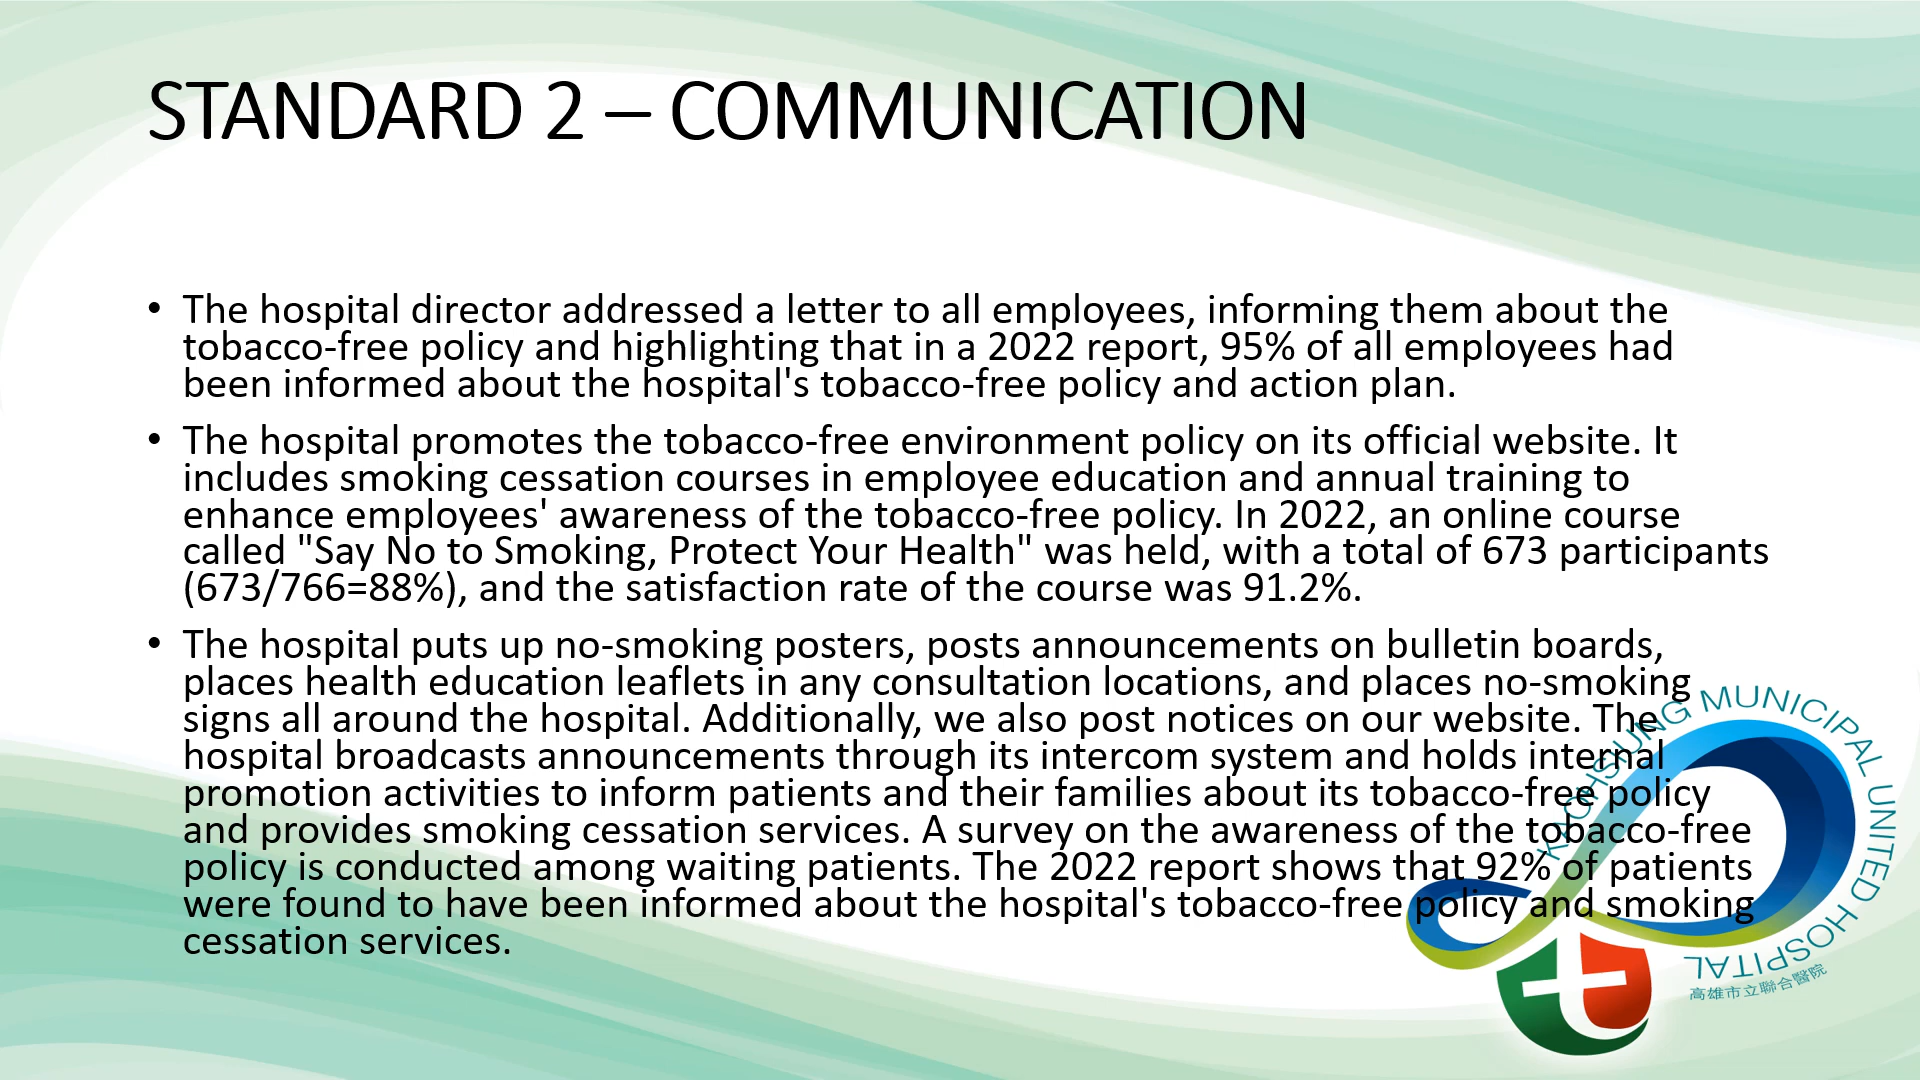 STANDARD 2 – COMMUNICATION
• The hospital director addressed a letter to all employees, informing them about the
tobacco-free policy and highlighting that in a 2022 report, 95% of all employees had
been informed about the hospital's tobacco-free policy and action plan.
• The hospital promotes the tobacco-free environment policy on its official website. It
includes smoking cessation courses in employee education and annual training to
enhance employees' awareness of the tobacco-free policy. In 2022, an online course
called "Say No to Smoking, Protect Your Health" was held, with a total of 673 participants
(673/766=88%), and the satisfaction rate of the course was 91.2%.
• The hospital puts up no-smoking posters, posts announcements on bulletin boards,
places health education leaflets in any consultation locations, and places no-smoking
signs all around the hospital. Additionally, we also post notices on our website. The
hospital broadcasts announcements through its intercom system and holds internal
promotion activities to inform patients and their families about its tobacco-free policy
and provides smoking cessation services. A survey on the awareness of the tobacco-free
policy is conducted among waiting patients. The 2022 report shows that 92% of patients
were found to have been informed about the hospital's tobacco-free policy and smoking
cessation services.
KAOHSIUNG MUNICIPAL UNITED HOSPITAL
高雄市立聯合醫院